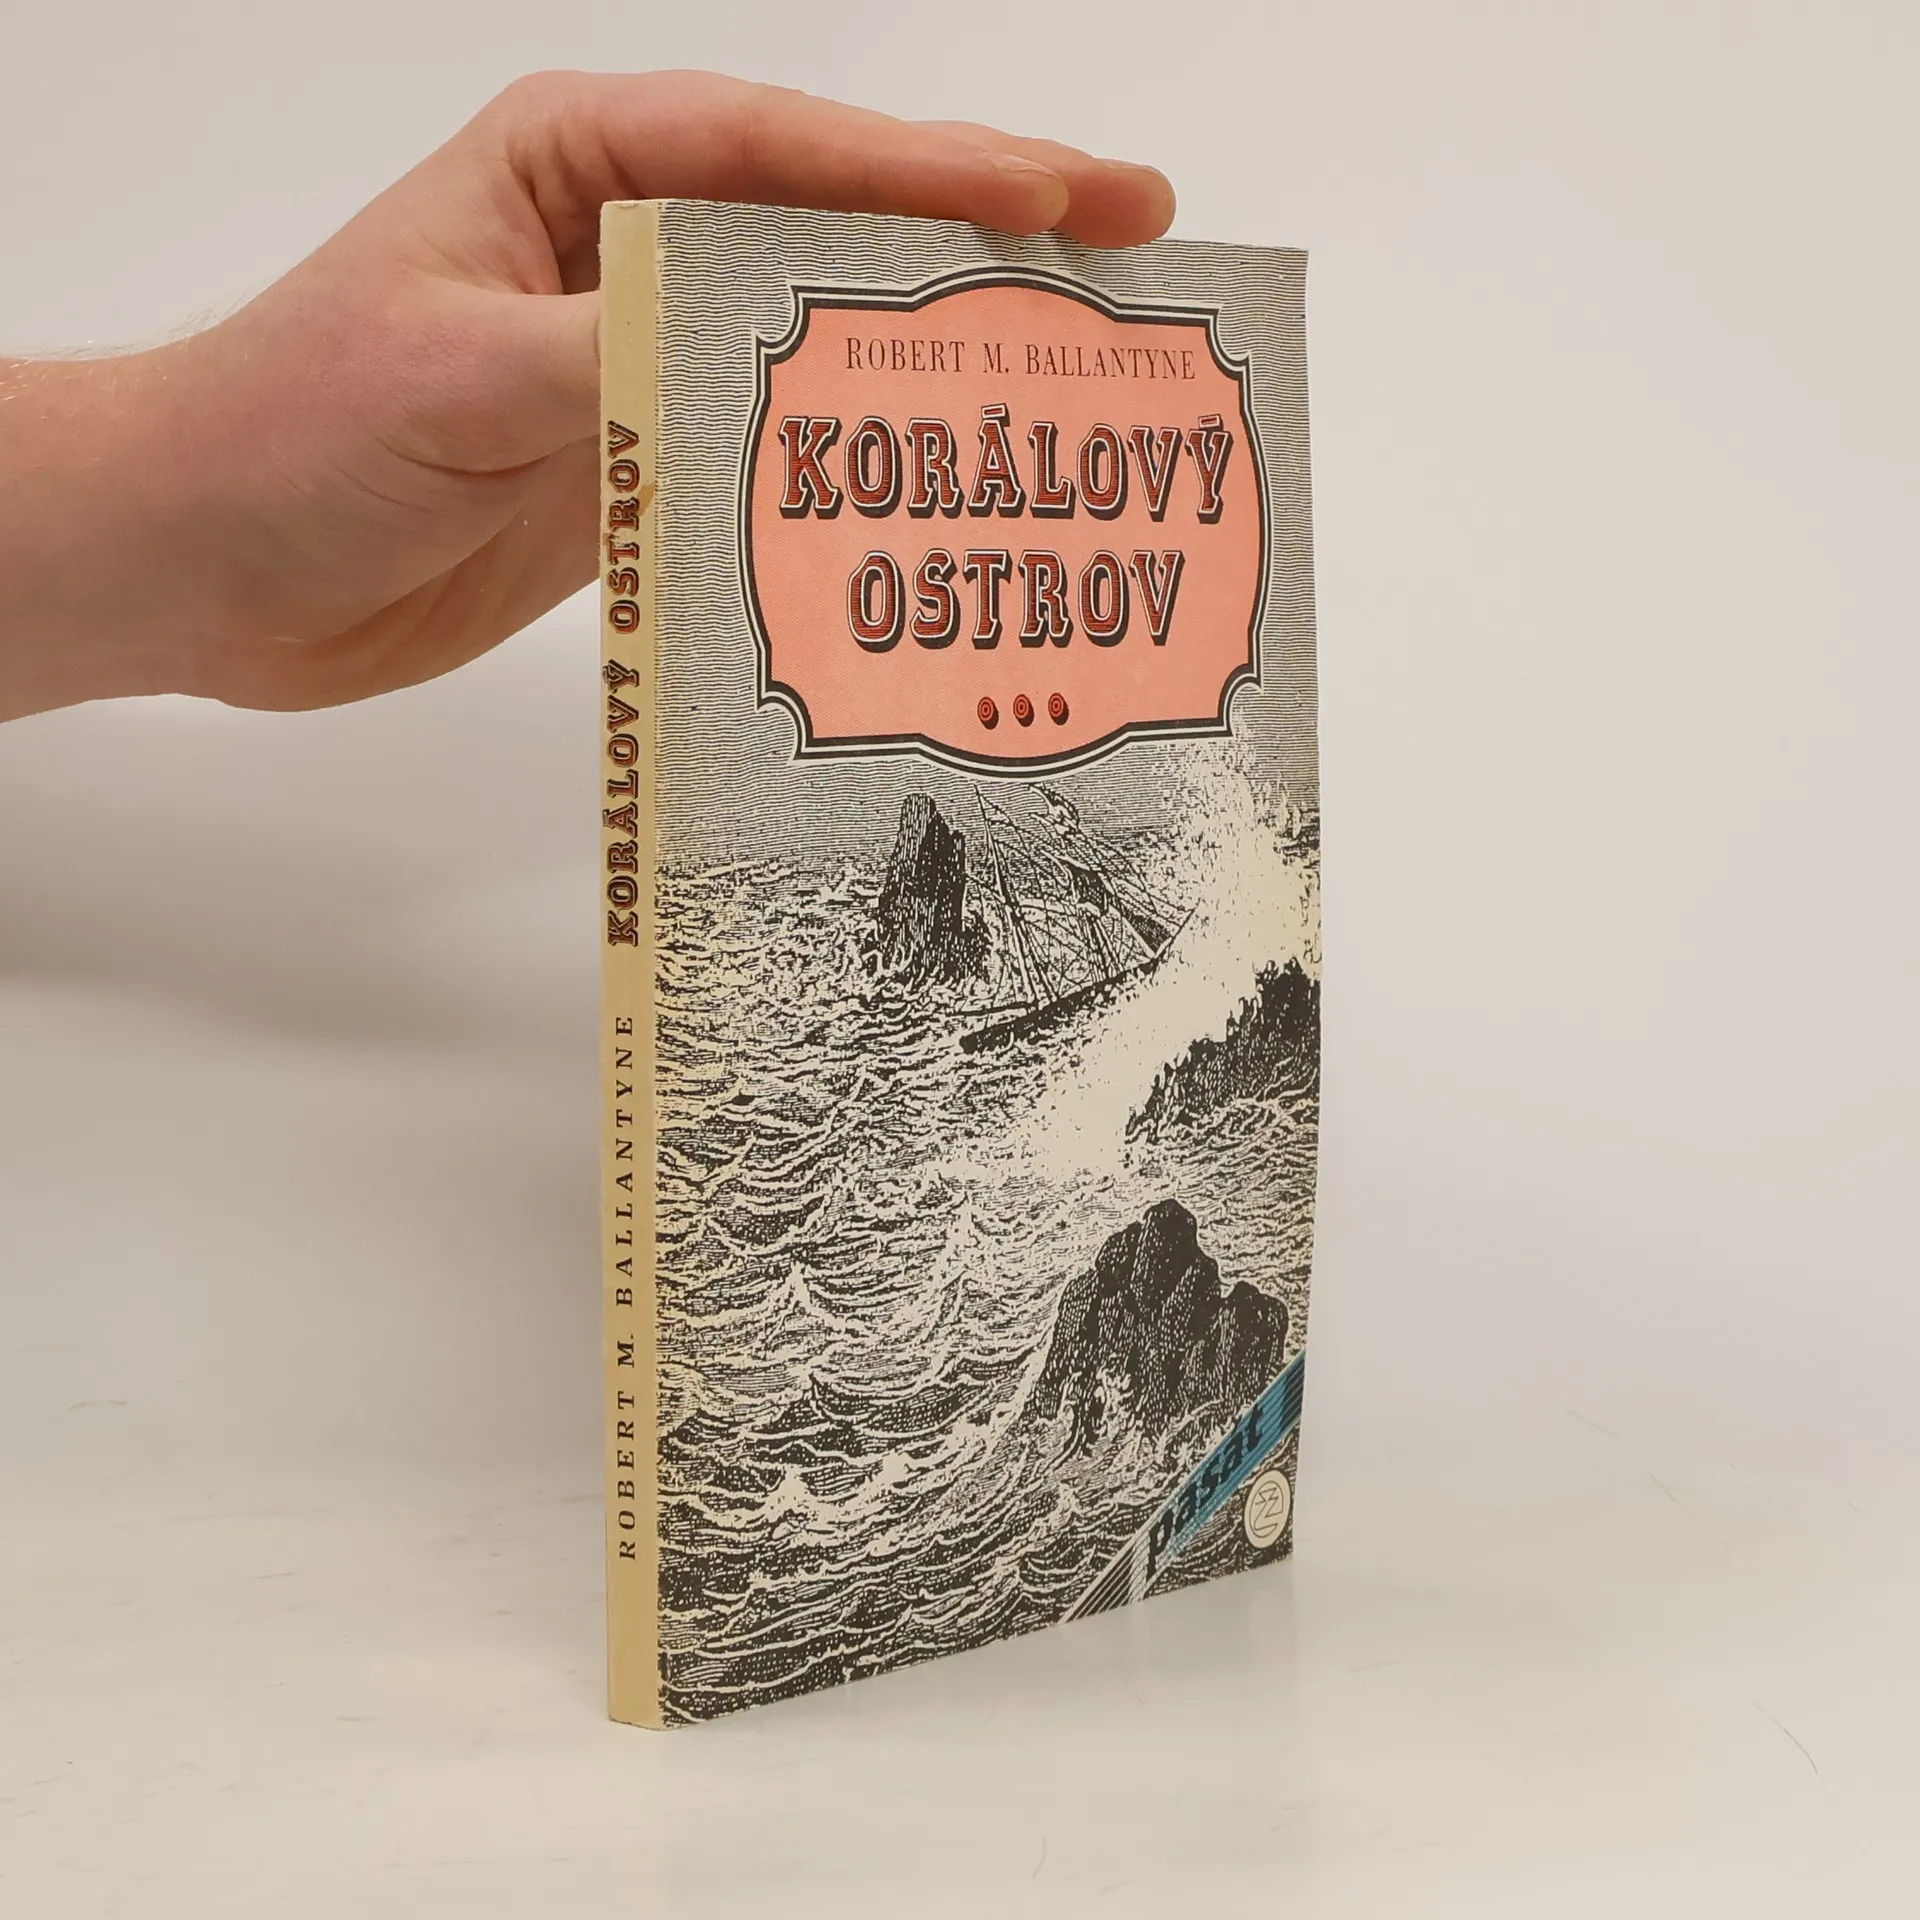 ROBERT M. BALLANTYNE
KORÁLOVÝ
OSTROV
pasát
ROBERT M. BALLANTYNE KORÁLOVÝ OSTROV